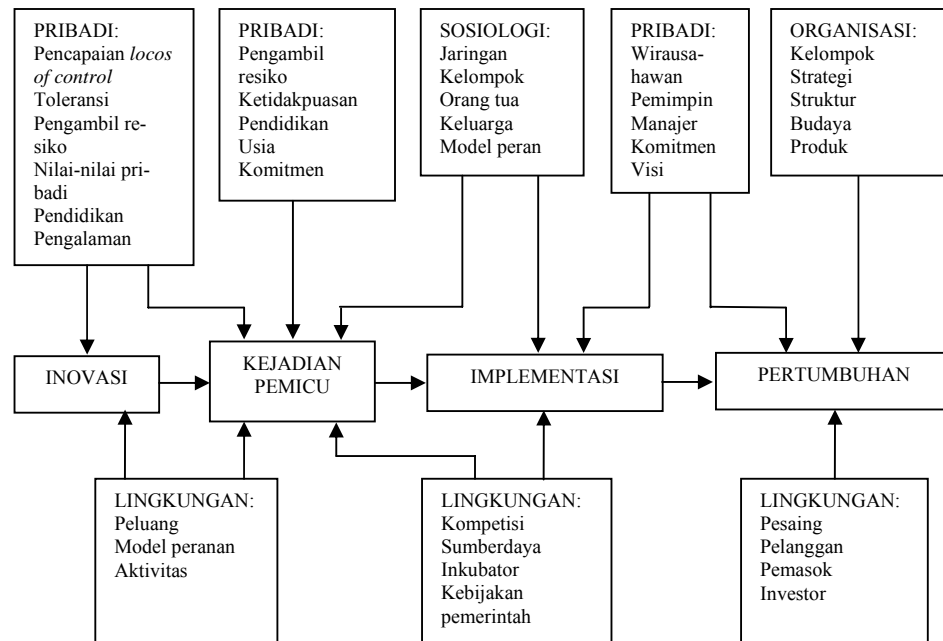 PRIBADI:
Pencapaian locos
of control
Toleransi
Pengambil re-
siko
Nilai-nilai pri-
badi
Pendidikan
Pengalaman
PRIBADI:
Pengambil
resiko
Ketidakpuasan
Pendidikan
Usia
Komitmen
SOSIOLOGI:
Jaringan
Kelompok
Orang tua
Keluarga
Model peran
PRIBADI:
Wirausa-
hawan
Pemimpin
Manajer
Komitmen
Visi
ORGANISASI:
Kelompok
Strategi
Struktur
Budaya
Produk
INOVASI
KEJADIAN
PEMICU
IMPLEMENTASI
PERTUMBUHAN
LINGKUNGAN:
Peluang
Model peranan
Aktivitas
LINGKUNGAN:
Kompetisi
Sumberdaya
Inkubator
Kebijakan
pemerintah
LINGKUNGAN:
Pesaing
Pelanggan
Pemasok
Investor